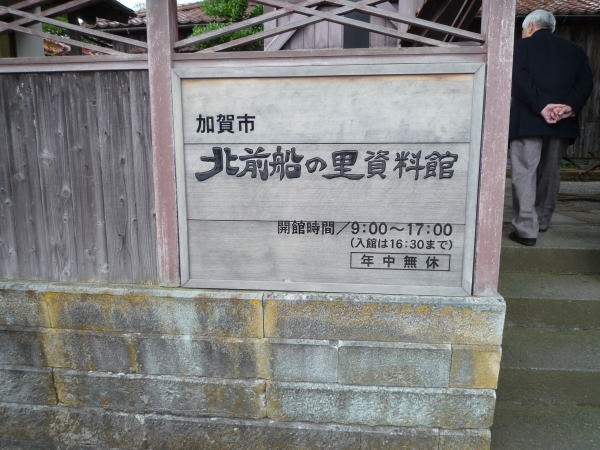 加賀市
北前船の里資料館
開館時間/9:00〜17:00
(入館は16:30まで)
年中無休